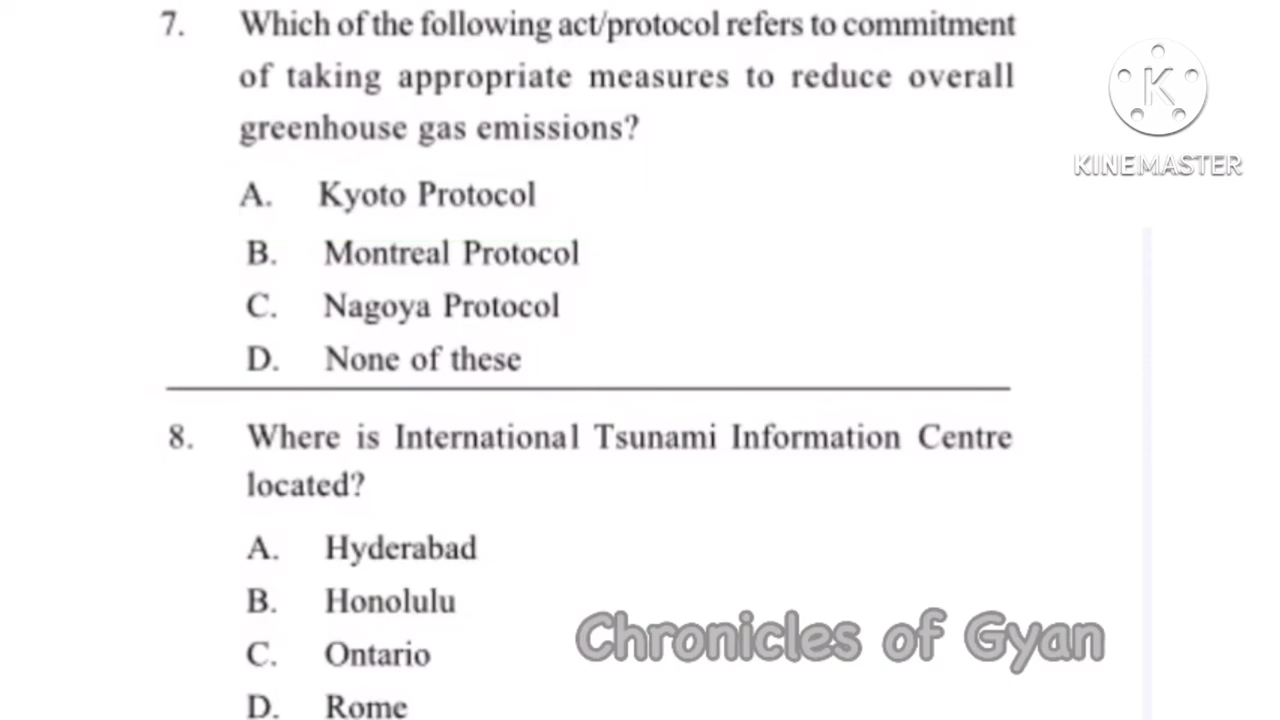 7. Which of the following act/protocol refers to commitment
of taking appropriate measures to reduce overall
greenhouse gas emissions?
A. Kyoto Protocol
B. Montreal Protocol
C. Nagoya Protocol
D. None of these
8. Where is International Tsunami Information Centre
located?
A. Hyderabad
B. Honolulu
C. Ontario
D. Rome
K
KINEMASTER
Chronicles of Gyan